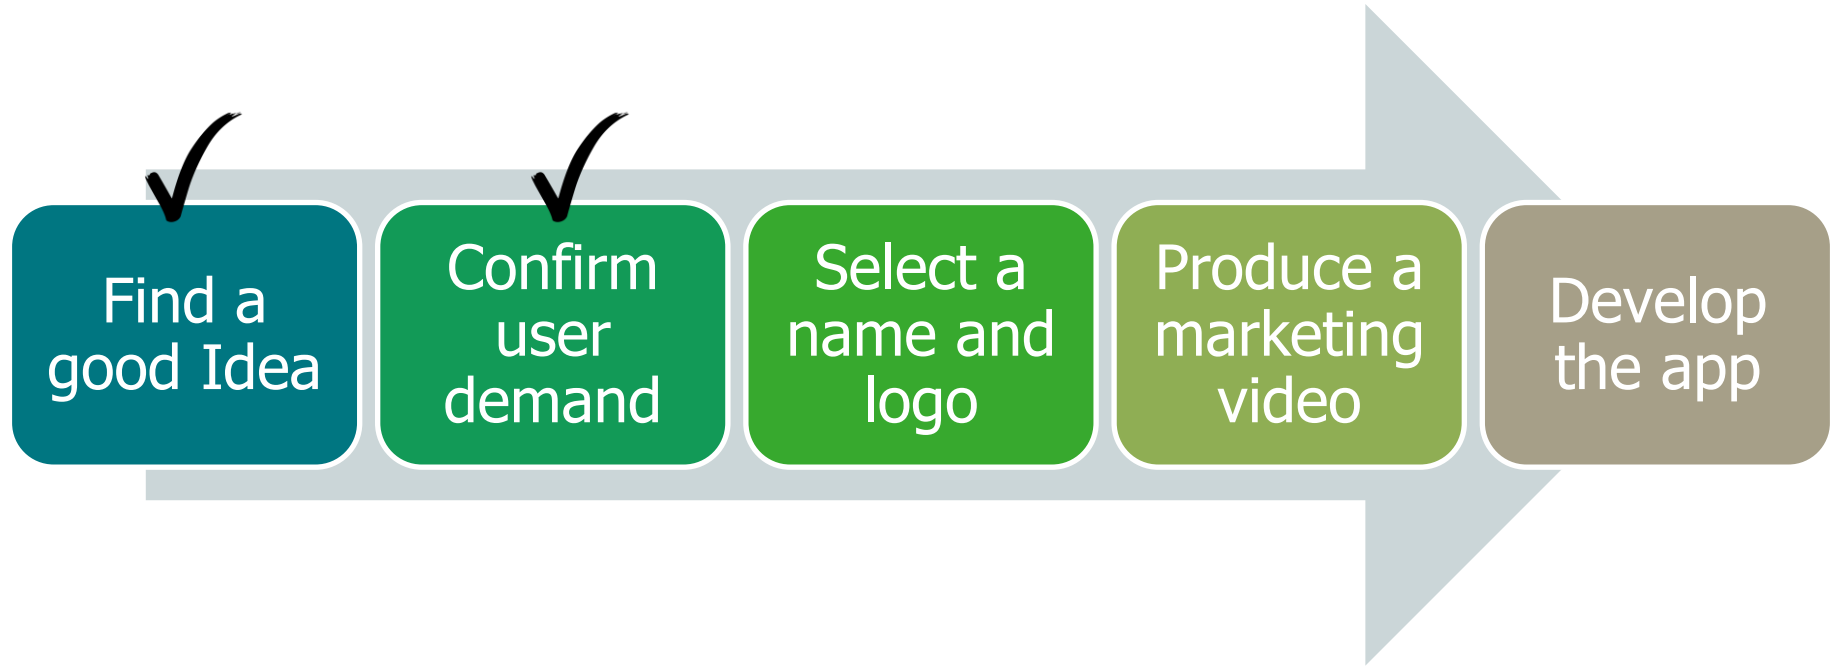 Find a
good Idea
Confirm
user
demand
Select a
name and
logo
Produce a
marketing
video
Develop
the app